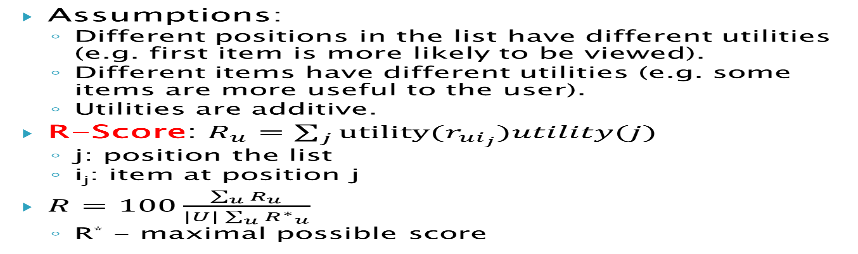 Assumptions:
Different positions in the list have different utilities
(e.g. first item is more likely to be viewed).
Different items have different utilities (e.g. some
items are more useful to the user).
Utilities are additive.
R-Score: R_u = ∑_j utility(r_{ui_j})utility(j)
j: position the list
i_j: item at position j
R = 100 \frac{∑_u R_u}{|U| ∑_u R*_u}
R* – maximal possible score